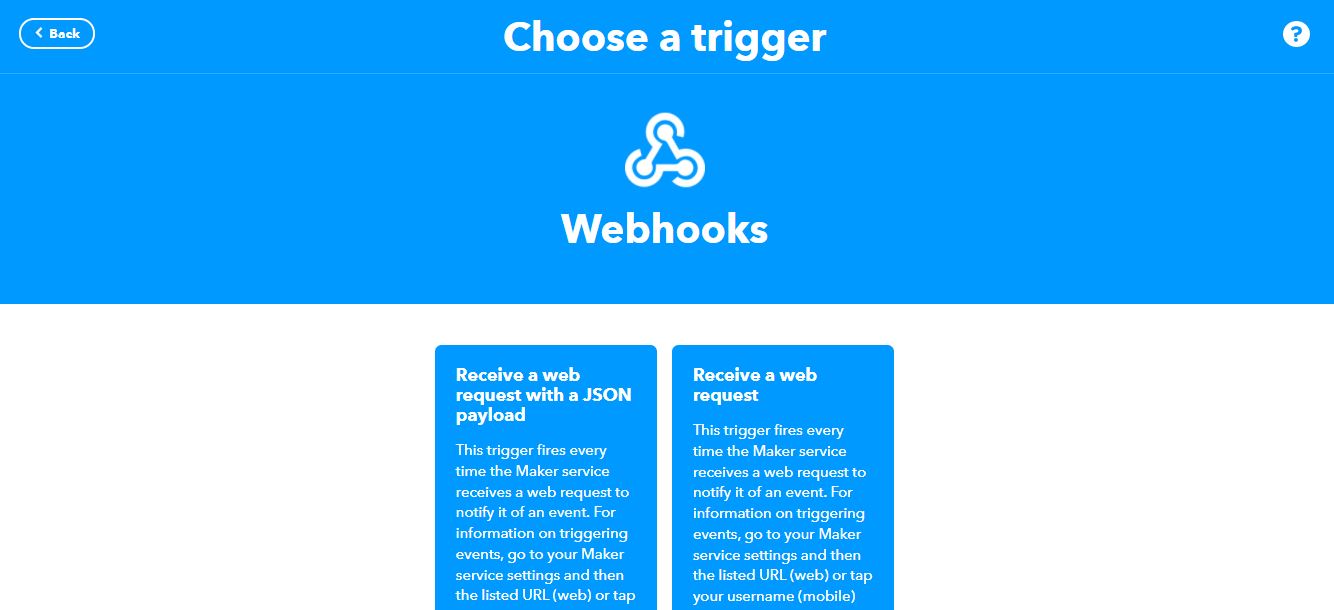 Back
Choose a trigger
?
Webhooks
Receive a web
request with a JSON
payload
This trigger fires every
time the Maker service
receives a web request to
notify it of an event. For
information on triggering
events, go to your Maker
service settings and then
the listed URL (web) or tap
Receive a web
request
This trigger fires every
time the Maker service
receives a web request to
notify it of an event. For
information on triggering
events, go to your Maker
service settings and then
the listed URL (web) or tap
your username (mobile)